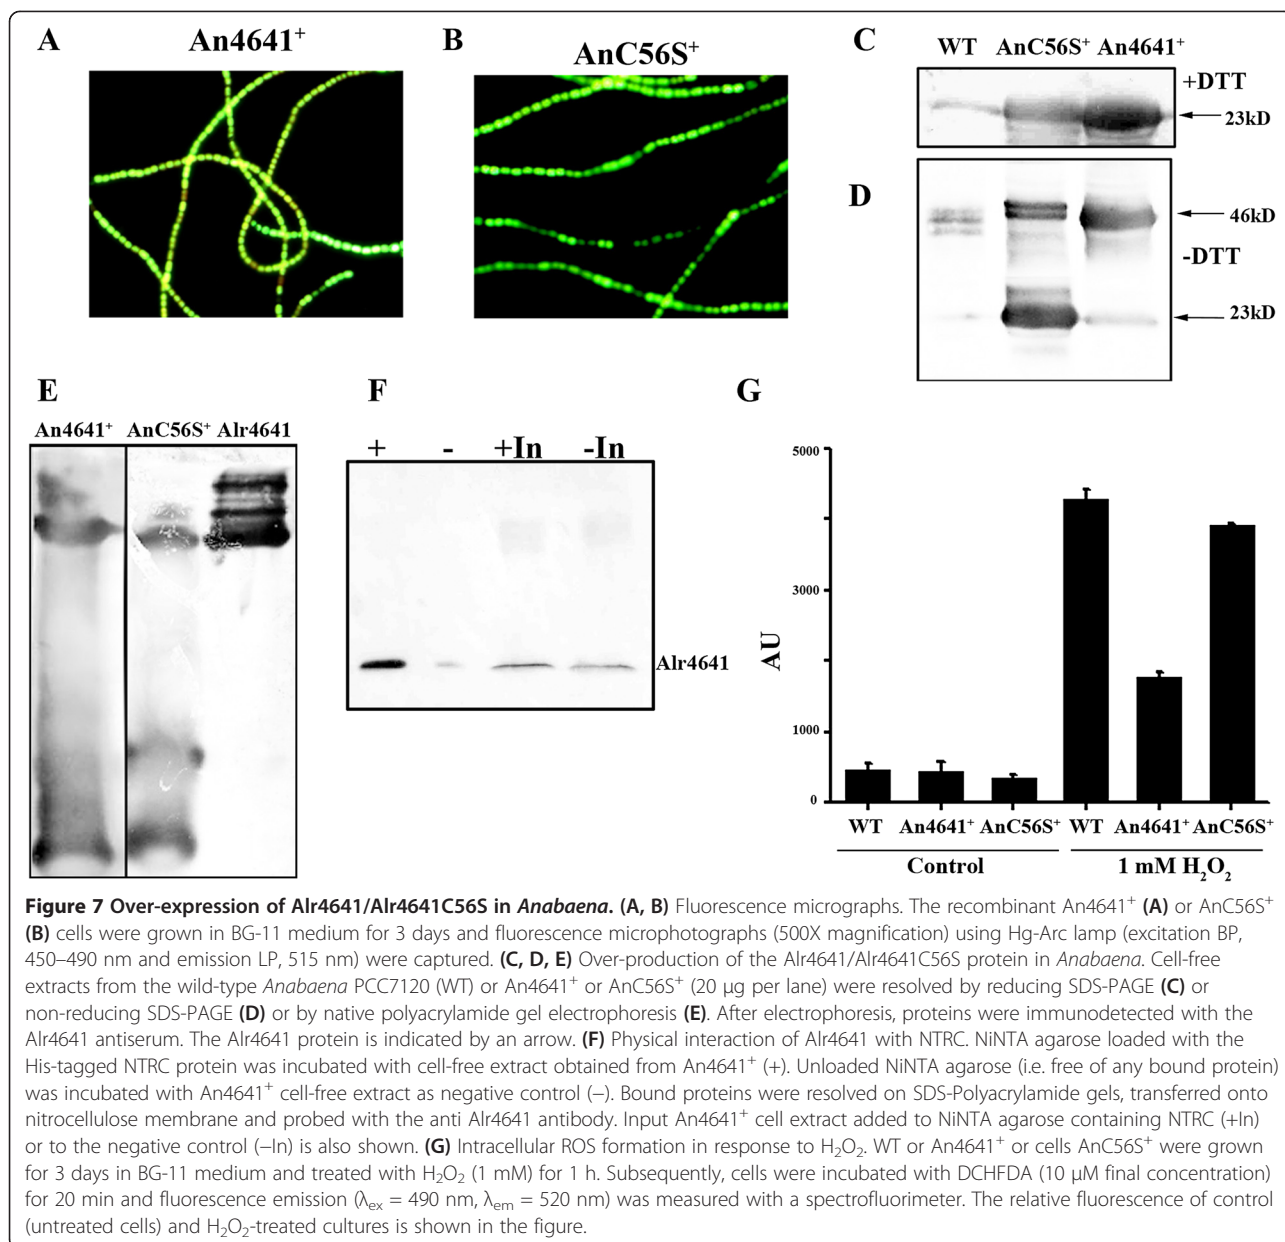 A
An4641⁺
B
AnC56S⁺
C
WT AnC56S⁺ An4641⁺
+DTT
23kD
D
46kD
-DTT
23kD
E
An4641⁺ AnC56S⁺ Alr4641
F
+ - +In -In
Alr4641
G
5000
3000
1000
0
AU
WT An4641⁺ AnC56S⁺ WT An4641⁺ AnC56S⁺
Control 1 mM H₂O₂
Figure 7 Over-expression of Alr4641/Alr4641C56S in Anabaena. (A, B) Fluorescence micrographs. The recombinant An4641⁺ (A) or AnC56S⁺
(B) cells were grown in BG-11 medium for 3 days and fluorescence microphotographs (500X magnification) using Hg-Arc lamp (excitation BP,
450–490 nm and emission LP, 515 nm) were captured. (C, D, E) Over-production of the Alr4641/Alr4641C56S protein in Anabaena. Cell-free
extracts from the wild-type Anabaena PCC7120 (WT) or An4641⁺ or AnC56S⁺ (20 μg per lane) were resolved by reducing SDS-PAGE (C) or
non-reducing SDS-PAGE (D) or by native polyacrylamide gel electrophoresis (E). After electrophoresis, proteins were immunodetected with the
Alr4641 antiserum. The Alr4641 protein is indicated by an arrow. (F) Physical interaction of Alr4641 with NTRC. NiNTA agarose loaded with the
His-tagged NTRC protein was incubated with cell-free extract obtained from An4641⁺ (+). Unloaded NiNTA agarose (i.e. free of any bound protein)
was incubated with An4641⁺ cell-free extract as negative control (−). Bound proteins were resolved on SDS-Polyacrylamide gels, transferred onto
nitrocellulose membrane and probed with the anti Alr4641 antibody. Input An4641⁺ cell extract added to NiNTA agarose containing NTRC (+In)
or to the negative control (–In) is also shown. (G) Intracellular ROS formation in response to H₂O₂. WT or An4641⁺ or cells AnC56S⁺ were grown
for 3 days in BG-11 medium and treated with H₂O₂ (1 mM) for 1 h. Subsequently, cells were incubated with DCHFDA (10 μM final concentration)
for 20 min and fluorescence emission (λex = 490 nm, λem = 520 nm) was measured with a spectrofluorimeter. The relative fluorescence of control
(untreated cells) and H₂O₂-treated cultures is shown in the figure.